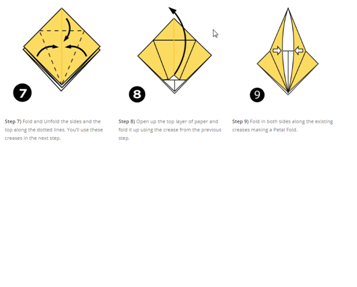 7
8
9
Step 7) Fold and Unfold the sides and the
top along the dotted lines. You'll use these
creases in the next step.
Step 8) Open up the top layer of paper and
fold it up using the crease from the previous
step.
Step 9) Fold in both sides along the existing
creases making a Petal Fold.